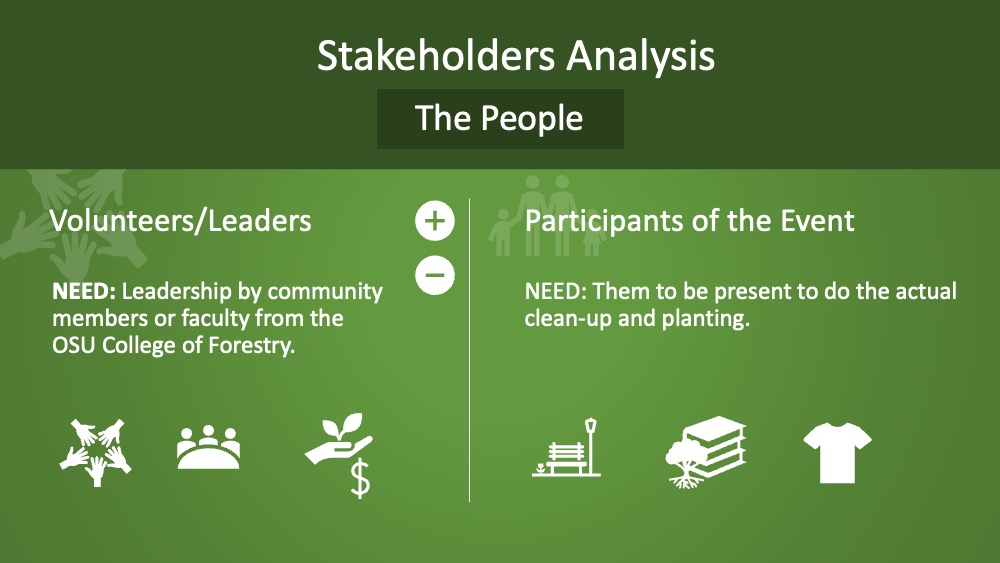 Stakeholders Analysis
The People
Volunteers/Leaders
NEED: Leadership by community
members or faculty from the
OSU College of Forestry.
$
Participants of the Event
NEED: Them to be present to do the actual
clean-up and planting.